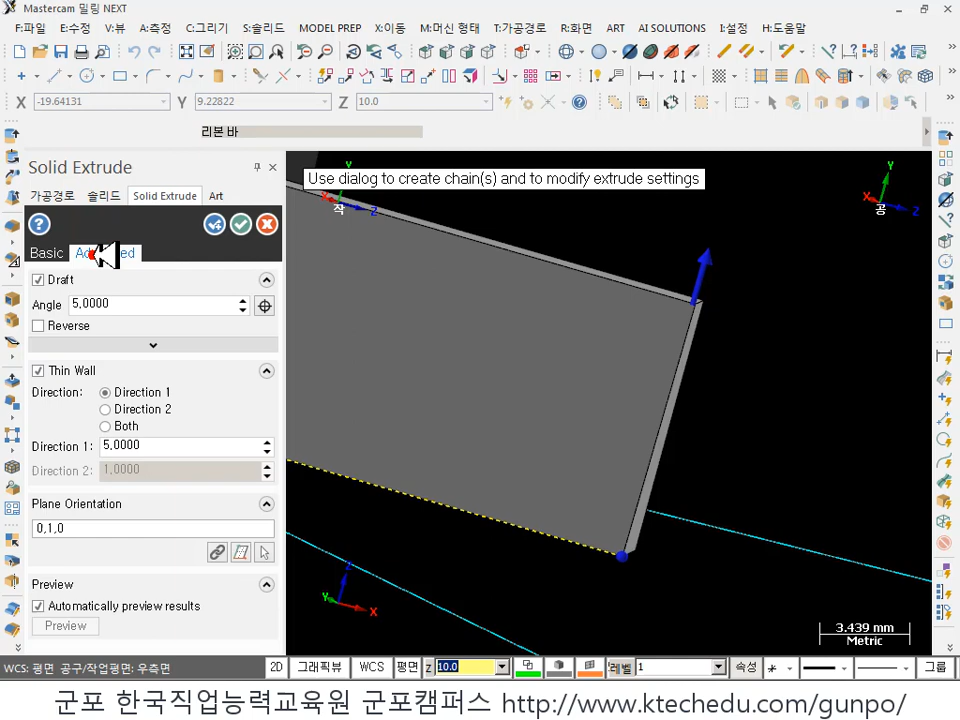 Mastercam 밀링 NEXT
F:파일 E:수정 V:뷰 A:측정 C:그리기 S:솔리드 MODEL PREP X:이동 M:머신 형태 T:가공경로 R:화면 ART AI SOLUTIONS I:설정 H:도움말
X -19.64131 Y 9.22822 Z 10.0
리본 바
Solid Extrude
Use dialog to create chain(s) and to modify extrude settings
가공경로 솔리드 Solid Extrude Art
Y X Z 작
Y X Z 공
Basic
Draft
Angle 5.0000
Reverse
Thin Wall
Direction: Direction 1
Direction 2
Both
Direction 1: 5.0000
Direction 2: 1.0000
Plane Orientation
0,1,0
Preview
Automatically preview results
Preview
Z Y X
3.439 mm
Metric
WCS: 평면 공구/작업평면: 우측면 2D 그래픽뷰 WCS 평면 Z 10.0 레벨 1 속성 그룹
군포 한국직업능력교육원 군포캠퍼스 http://www.ktechedu.com/gunpo/